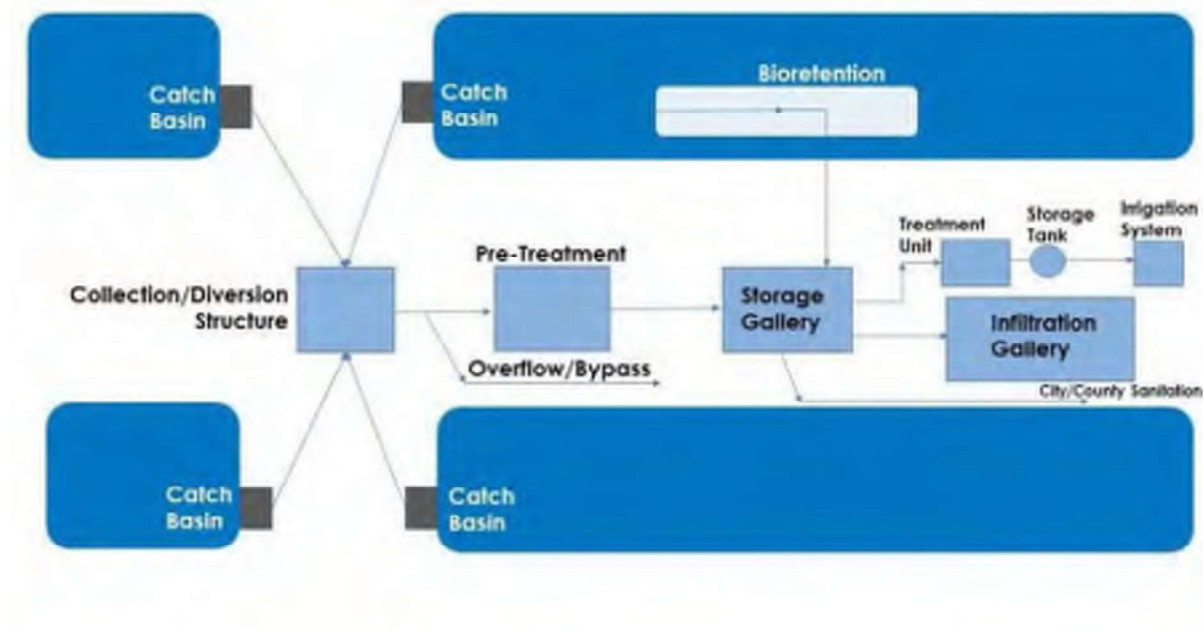 Bioretention
Catch
Basin
Catch
Basin
Treatment
Unit
Storage
Tank
Irrigation
System
Pre-Treatment
Collection/Diversion
Structure
Storage
Gallery
Infiltration
Gallery
Overflow/Bypass
City/County Sanitation
Catch
Basin
Catch
Basin